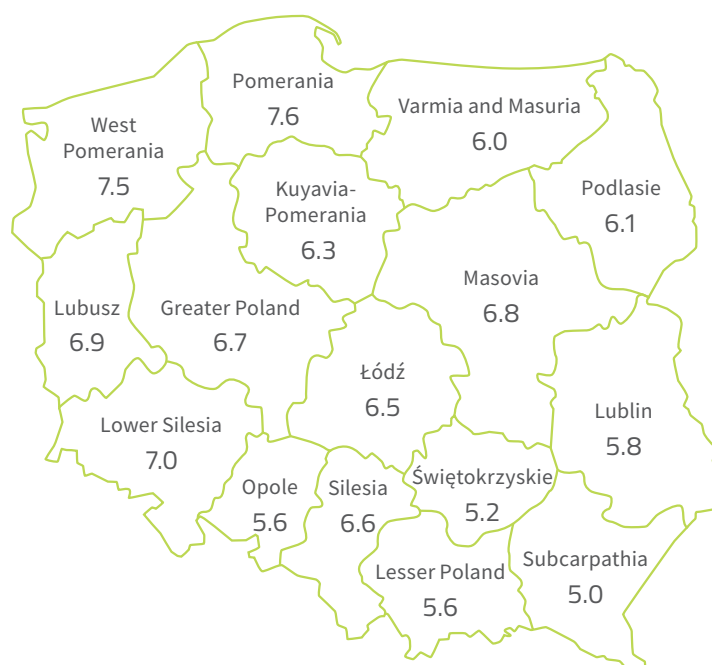 Pomerania
7.6
Varmia and Masuria
6.0
West
Pomerania
7.5
Kuyavia-
Pomerania
6.3
Podlasie
6.1
Masovia
6.8
Lubusz
6.9
Greater Poland
6.7
Łódź
6.5
Lublin
5.8
Lower Silesia
7.0
Opole
5.6
Silesia
6.6
Świętokrzyskie
5.2
Lesser Poland
5.6
Subcarpathia
5.0